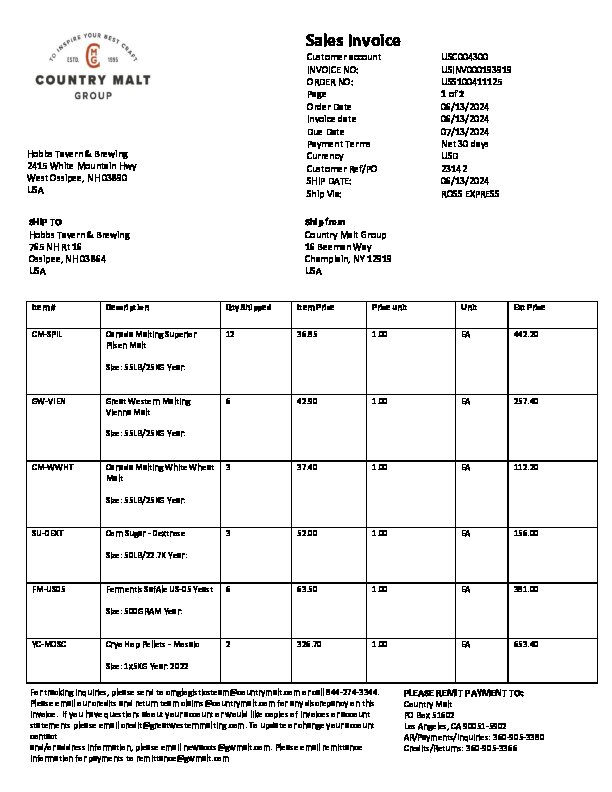 TO INSPIRE YOUR BEST CRAFT
ESTD. CMG 1995
COUNTRY MALT
GROUP
Sales Invoice
Customer account USC004300
INVOICE NO: USINV000193919
ORDER NO: USS100411125
Page 1 of 2
Order Date 06/13/2024
Invoice date 06/13/2024
Due Date 07/13/2024
Payment Terms Net 30 days
Currency USD
Customer Ref/PO 23142
SHIP DATE: 06/13/2024
Ship Via: ROSS EXPRESS
Hobbs Tavern & Brewing
2415 White Mountain Hwy
West Ossipee, NH 03890
USA
SHIP TO
Hobbs Tavern & Brewing
765 NH Rt 16
Ossipee, NH 03864
USA
Ship from
Country Malt Group
16 Beeman Way
Champlain, NY 12919
USA
Item # Description Qty Shipped Item Price Price unit Unit Ext Price
CM-SPIL Canada Malting Superior 12 36.85 1.00 EA 442.20
Pilsen Malt
Size: 55LB/25KG Year:
GW-VIEN Great Western Malting 6 42.90 1.00 EA 257.40
Vienna Malt
Size: 55LB/25KG Year:
CM-WWHT Canada Malting White Wheat 3 37.40 1.00 EA 112.20
Malt
Size: 55LB/25KG Year:
SU-DEXT Corn Sugar - Dextrose 3 52.00 1.00 EA 156.00
Size: 50LB/22.7K Year:
FM-US05 Fermentis SafAle US-05 Yeast 6 63.50 1.00 EA 381.00
Size: 500GRAM Year:
YC-MOSC Cryo Hop Pellets - Mosaic 2 326.70 1.00 EA 653.40
Size: 1x5KG Year: 2022
For tracking inquiries, please send to cmglogisticsteam@countrymalt.com or call 844-274-3344.
Please email our credits and return team claims@countrymalt.com for any discrepancy on this
invoice. If you have questions about your account or would like copies of invoices or account
statements please email credit@greatwesternmalting.com. To update or change your account
contact
and/or address information, please email newaccts@gwmalt.com. Please email remittance
information for payments to remittance@gwmalt.com
PLEASE REMIT PAYMENT TO:
Country Malt
PO Box 51602
Los Angeles, CA 90051-5902
AR/Payments/Inquiries: 360-905-3380
Credits/Returns: 360-905-3366